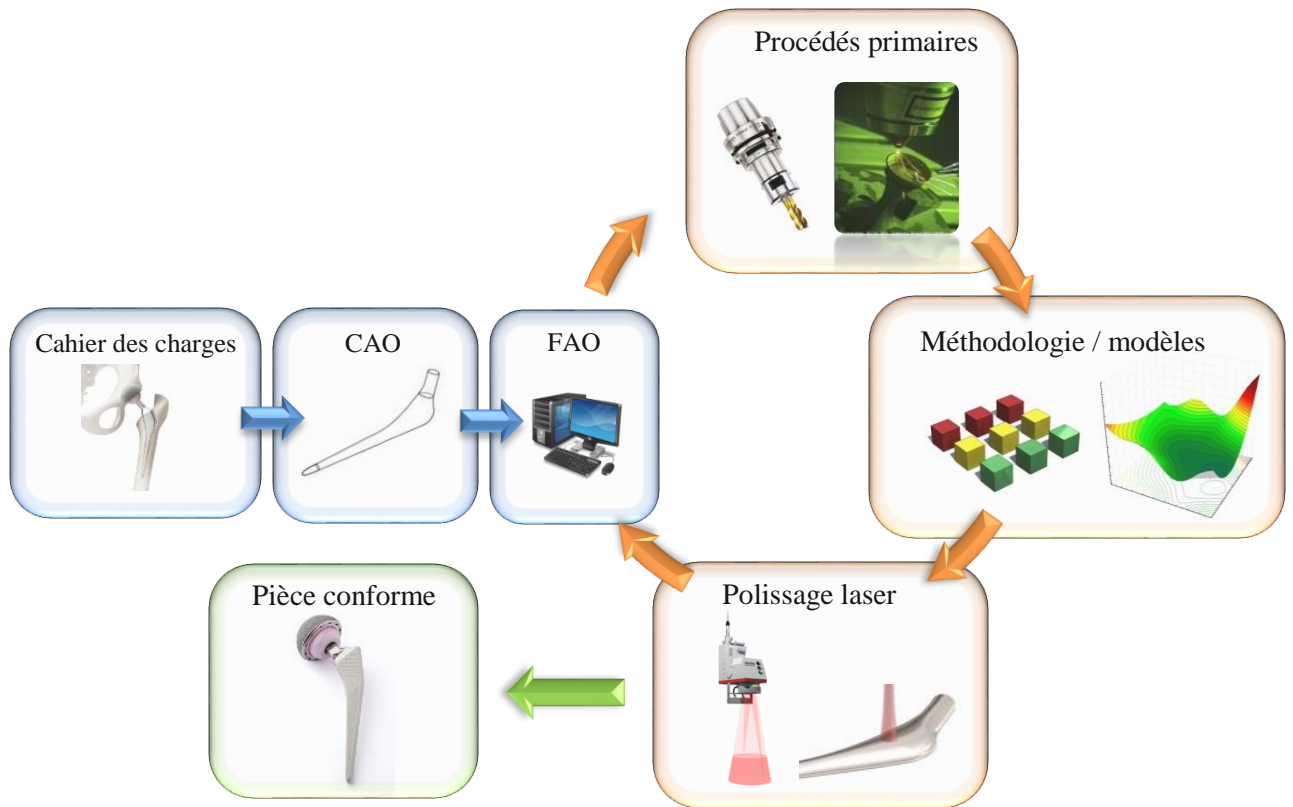 Procédés primaires
Cahier des charges
CAO
FAO
Méthodologie / modèles
Pièce conforme
Polissage laser